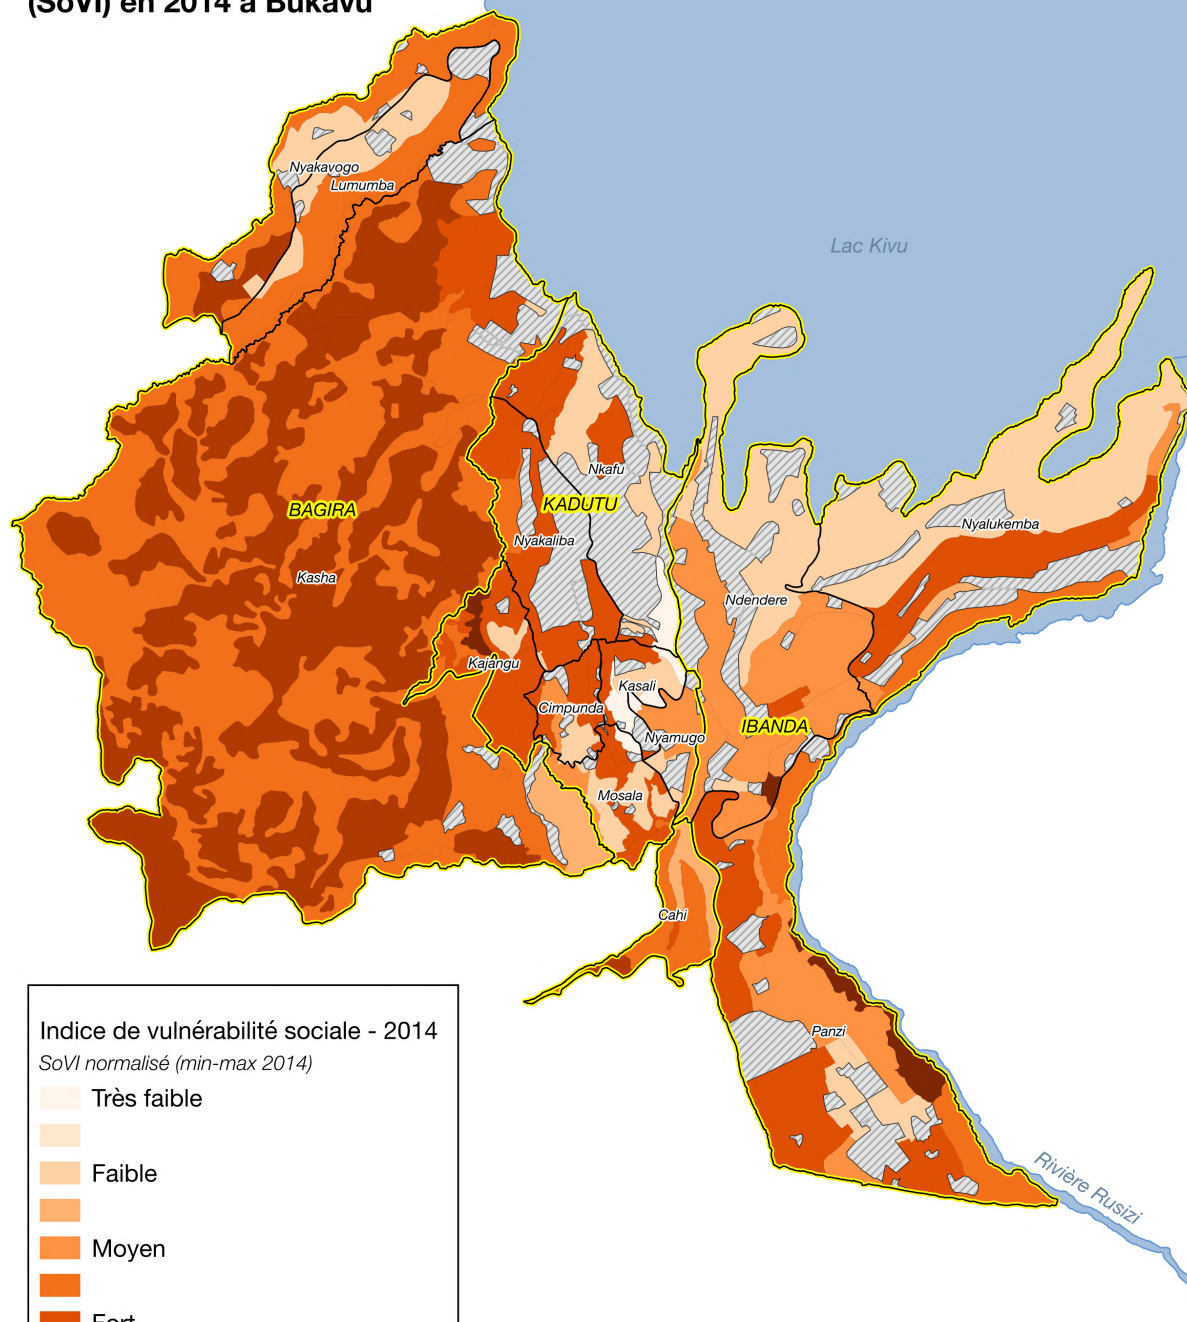 (SoVI) en 2014 à Bukavu
Lac Kivu
Nyakavogo
Lumumba
BAGIRA
Kasha
Nkafu
KADUTU
Nyakaliba
Nyalukemba
Ndendere
Kajangu
Kasali
Cimpunda
IBANDA
Nyamugo
Mosala
Cahi
Panzi
Rivière Rusizi
Indice de vulnérabilité sociale - 2014
SoVI normalisé (min-max 2014)
Très faible
Faible
Moyen
Fort